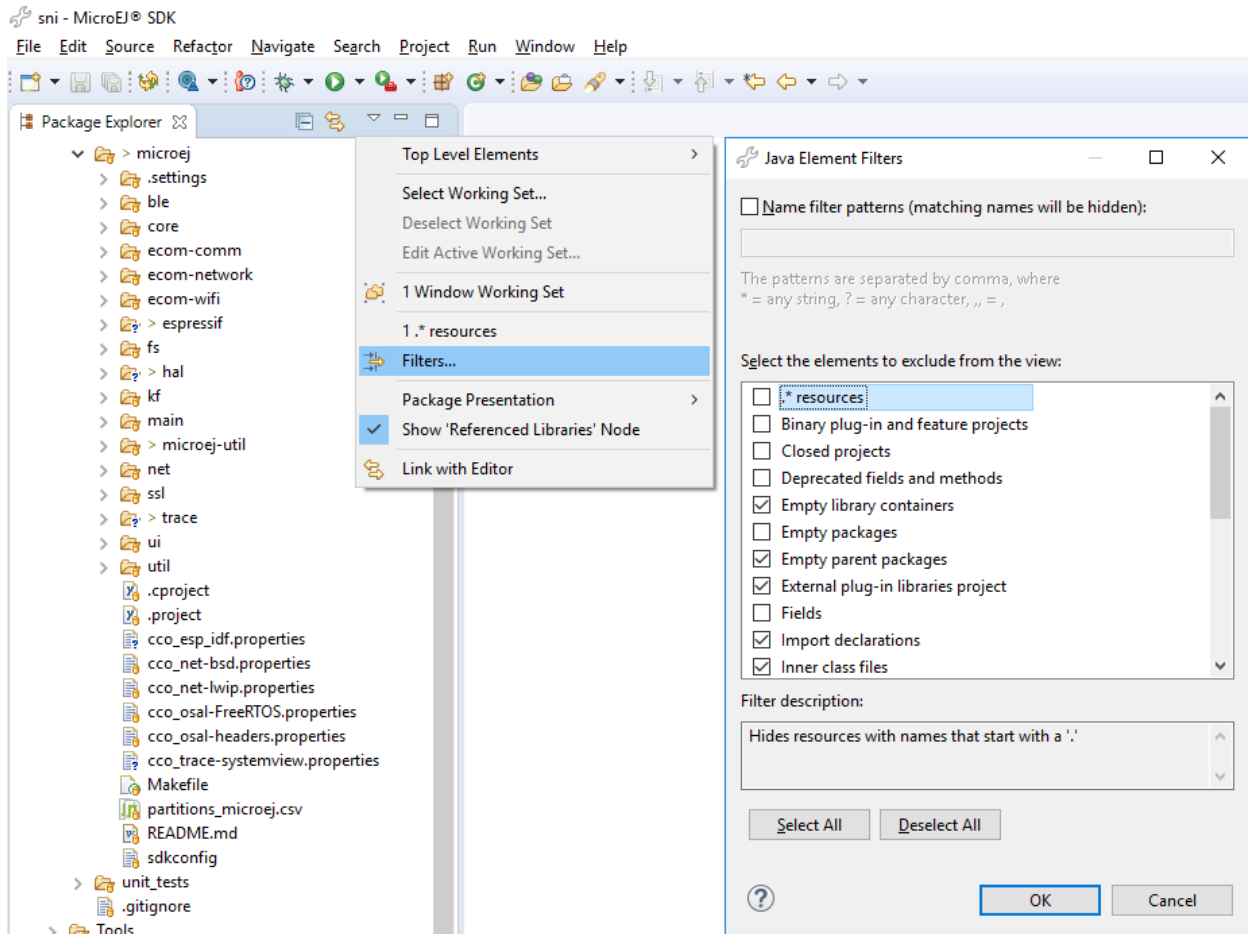 sni - MicroEJ® SDK
File Edit Source Refactor Navigate Search Project Run Window Help
Package Explorer
> microej
.settings
ble
core
ecom-comm
ecom-network
ecom-wifi
> espressif
fs
> hal
kf
main
> microej-util
net
ssl
> trace
ui
util
.cproject
.project
cco_esp_idf.properties
cco_net-bsd.properties
cco_net-lwip.properties
cco_osal-FreeRTOS.properties
cco_osal-headers.properties
cco_trace-systemview.properties
Makefile
partitions_microej.csv
README.md
sdkconfig
unit_tests
.gitignore
Tools
Top Level Elements
Select Working Set...
Deselect Working Set
Edit Active Working Set...
1 Window Working Set
1 .* resources
Filters...
Package Presentation
Show 'Referenced Libraries' Node
Link with Editor
Java Element Filters
Name filter patterns (matching names will be hidden):
The patterns are separated by comma, where
* = any string, ? = any character, ,, = ,
Select the elements to exclude from the view:
.* resources
Binary plug-in and feature projects
Closed projects
Deprecated fields and methods
Empty library containers
Empty packages
Empty parent packages
External plug-in libraries project
Fields
Import declarations
Inner class files
Filter description:
Hides resources with names that start with a '.'
Select All Deselect All
OK Cancel